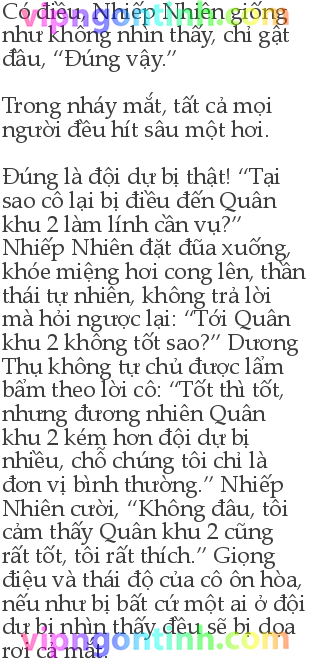 Có điều, Nhiếp Nhiên giống
như không nhìn thấy, chỉ gật
đầu, “Đúng vậy.”
Trong nháy mắt, tất cả mọi
người đều hít sâu một hơi.
Đúng là đội dự bị thật! “Tại
sao cô lại bị điều đến Quân
khu 2 làm lính cần vụ?”
Nhiếp Nhiên đặt đũa xuống,
khóe miệng hơi cong lên, thần
thái tự nhiên, không trả lời
mà hỏi ngược lại: “Tới Quân
khu 2 không tốt sao?” Dương
Thụ không tự chủ được lẩm
bẩm theo lời cô: “Tốt thì tốt,
nhưng đương nhiên Quân
khu 2 kém hơn đội dự bị
nhiều, chỗ chúng tôi chỉ là
đơn vị bình thường.” Nhiếp
Nhiên cười, “Không đâu, tôi
cảm thấy Quân khu 2 cũng
rất tốt, tôi rất thích.” Giọng
điệu và thái độ của cô ôn hòa,
nếu như bị bất cứ một ai ở đội
dự bị nhìn thấy đều sẽ bị dọa
rơi cả mắt.
vipngontinh.com
vipngontinh.com